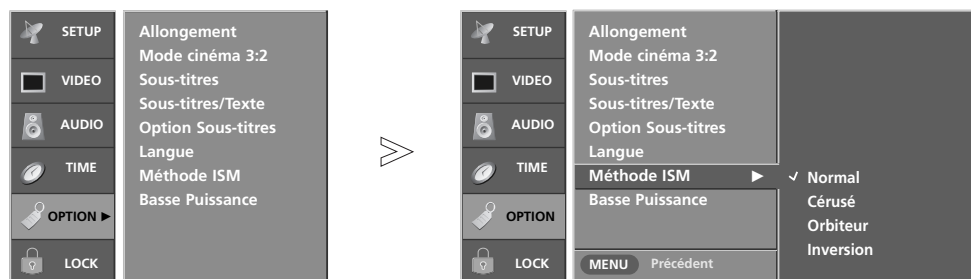 SETUP
VIDEO
AUDIO
TIME
OPTION ►
LOCK
Allongement
Mode cinéma 3:2
Sous-titres
Sous-titres/Texte
Option Sous-titres
Langue
Méthode ISM
Basse Puissance
>
SETUP
VIDEO
AUDIO
TIME
OPTION
LOCK
Allongement
Mode cinéma 3:2
Sous-titres
Sous-titres/Texte
Option Sous-titres
Langue
Méthode ISM ►
Basse Puissance
MENU Précédent
✓ Normal
Cérusé
Orbiteur
Inversion